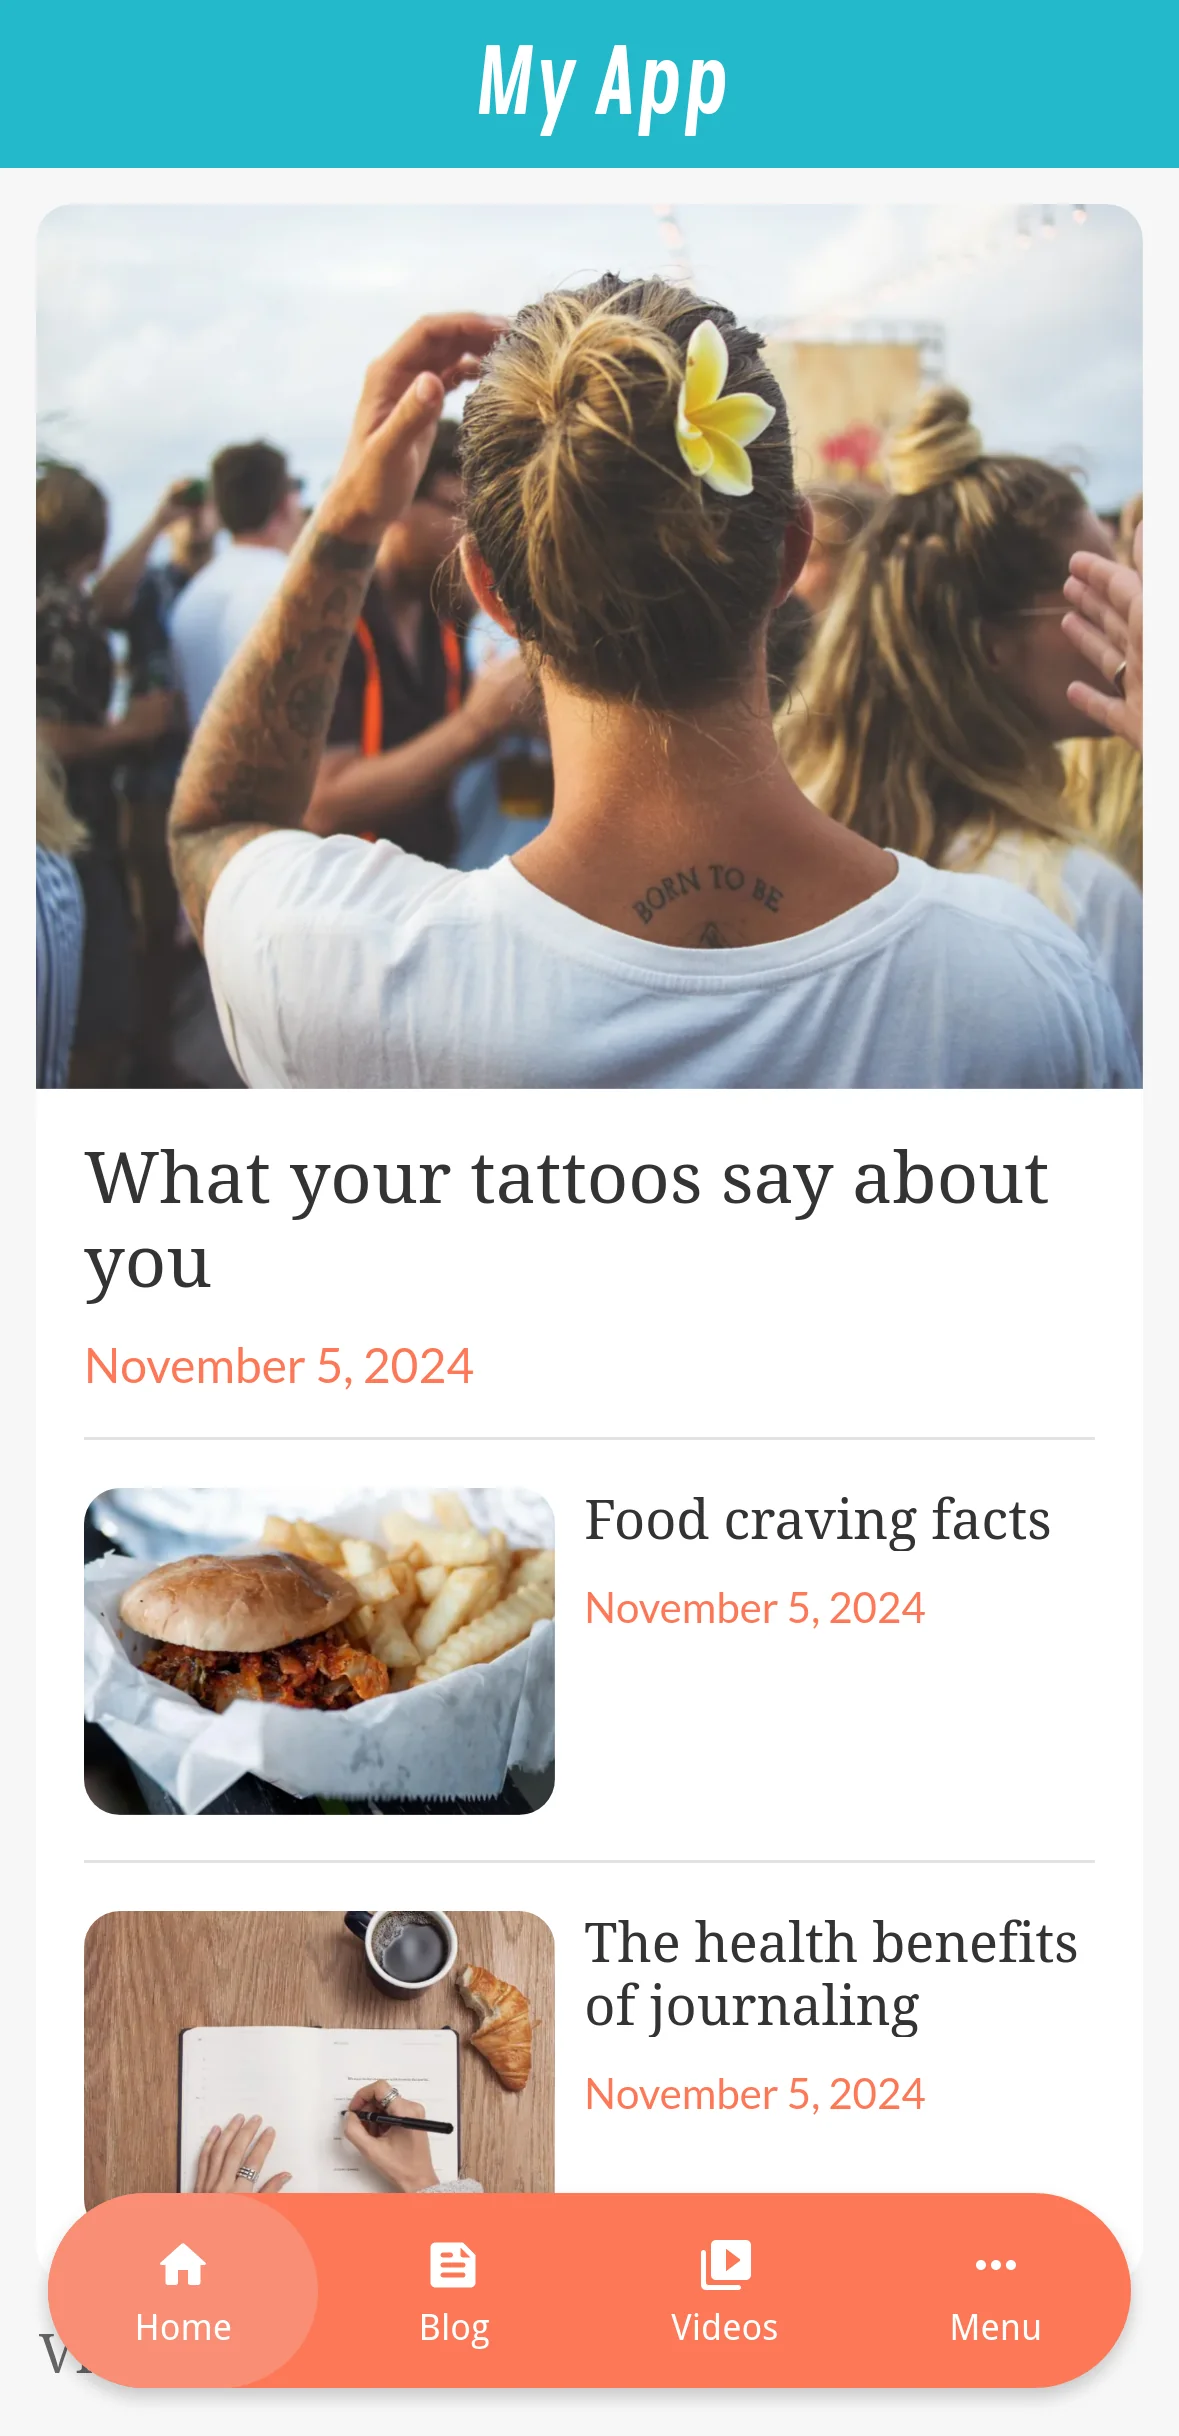 My App
BORN TO BE
What your tattoos say about
you
November 5, 2024
Food craving facts
November 5, 2024
The health benefits
of journaling
November 5, 2024
Home
Blog
Videos
Menu